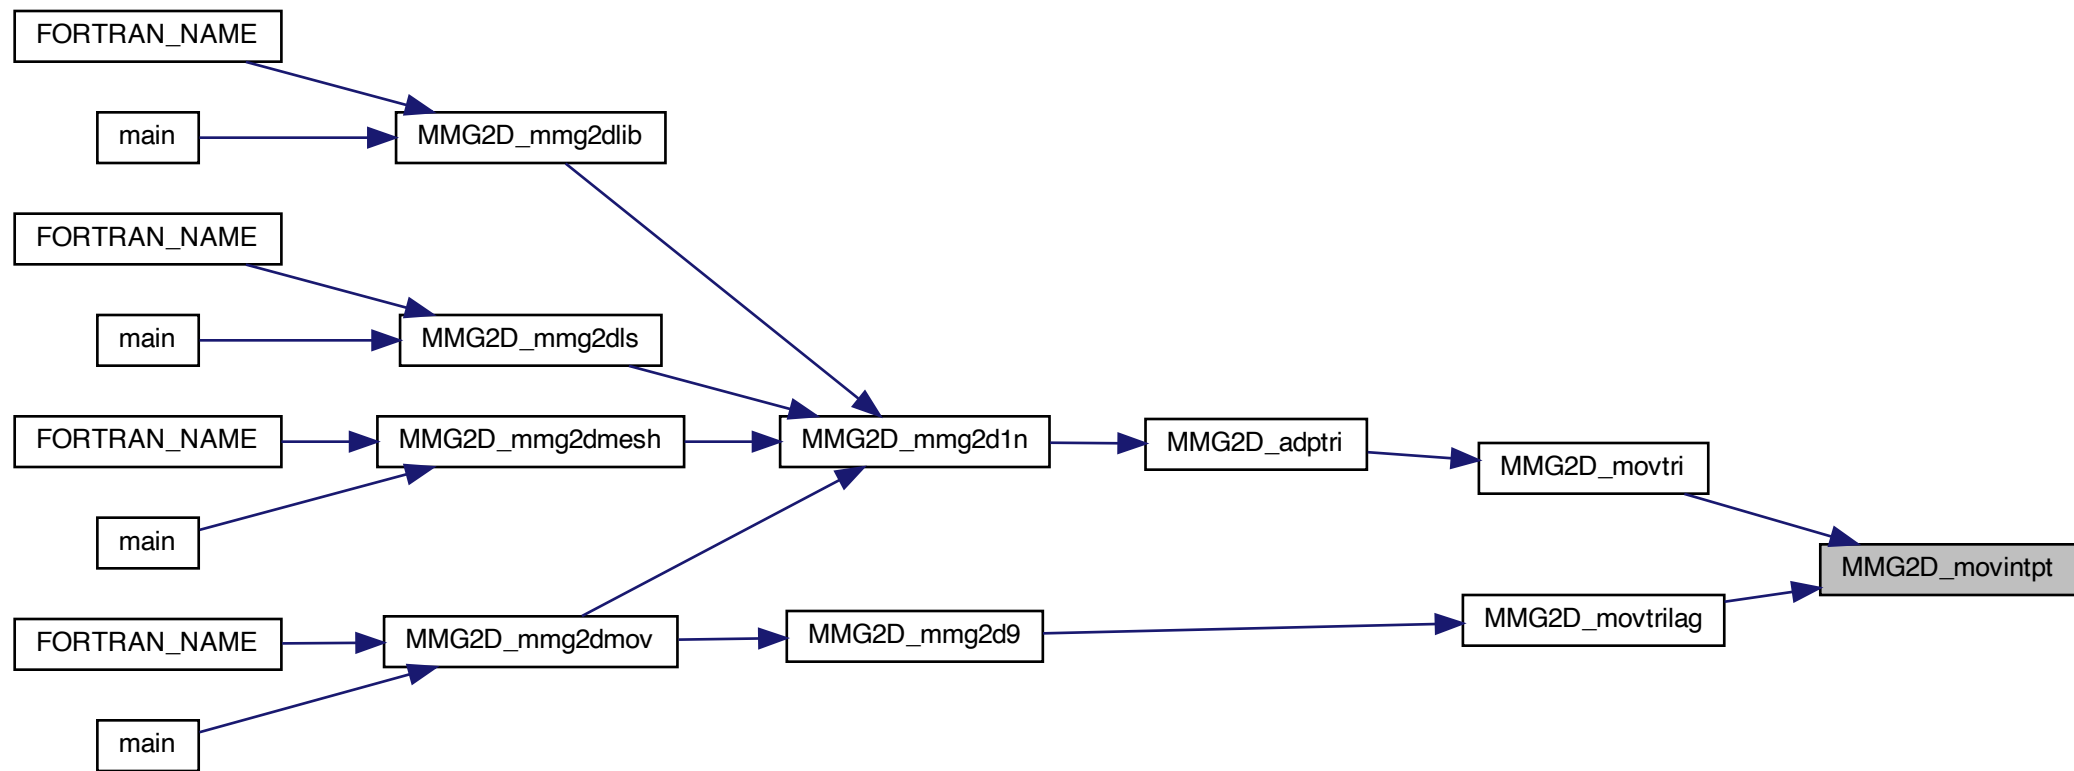 FORTRAN_NAME
main
MMG2D_mmg2dlib
FORTRAN_NAME
main
MMG2D_mmg2dls
FORTRAN_NAME
MMG2D_mmg2dmesh
MMG2D_mmg2d1n
MMG2D_adptri
MMG2D_movtri
main
MMG2D_movintpt
FORTRAN_NAME
MMG2D_mmg2dmov
MMG2D_mmg2d9
MMG2D_movtrilag
main